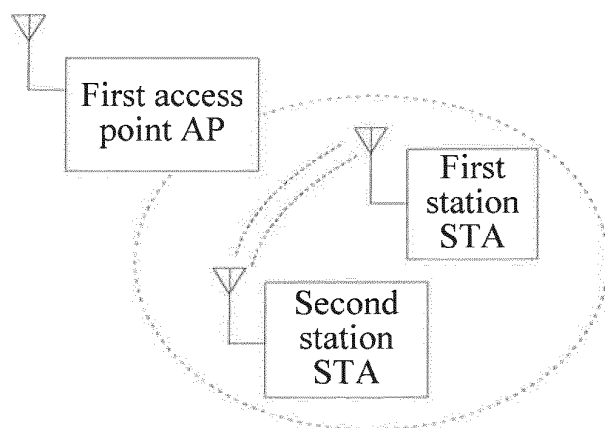 First access
point AP
First
station
STA
Second
station
STA